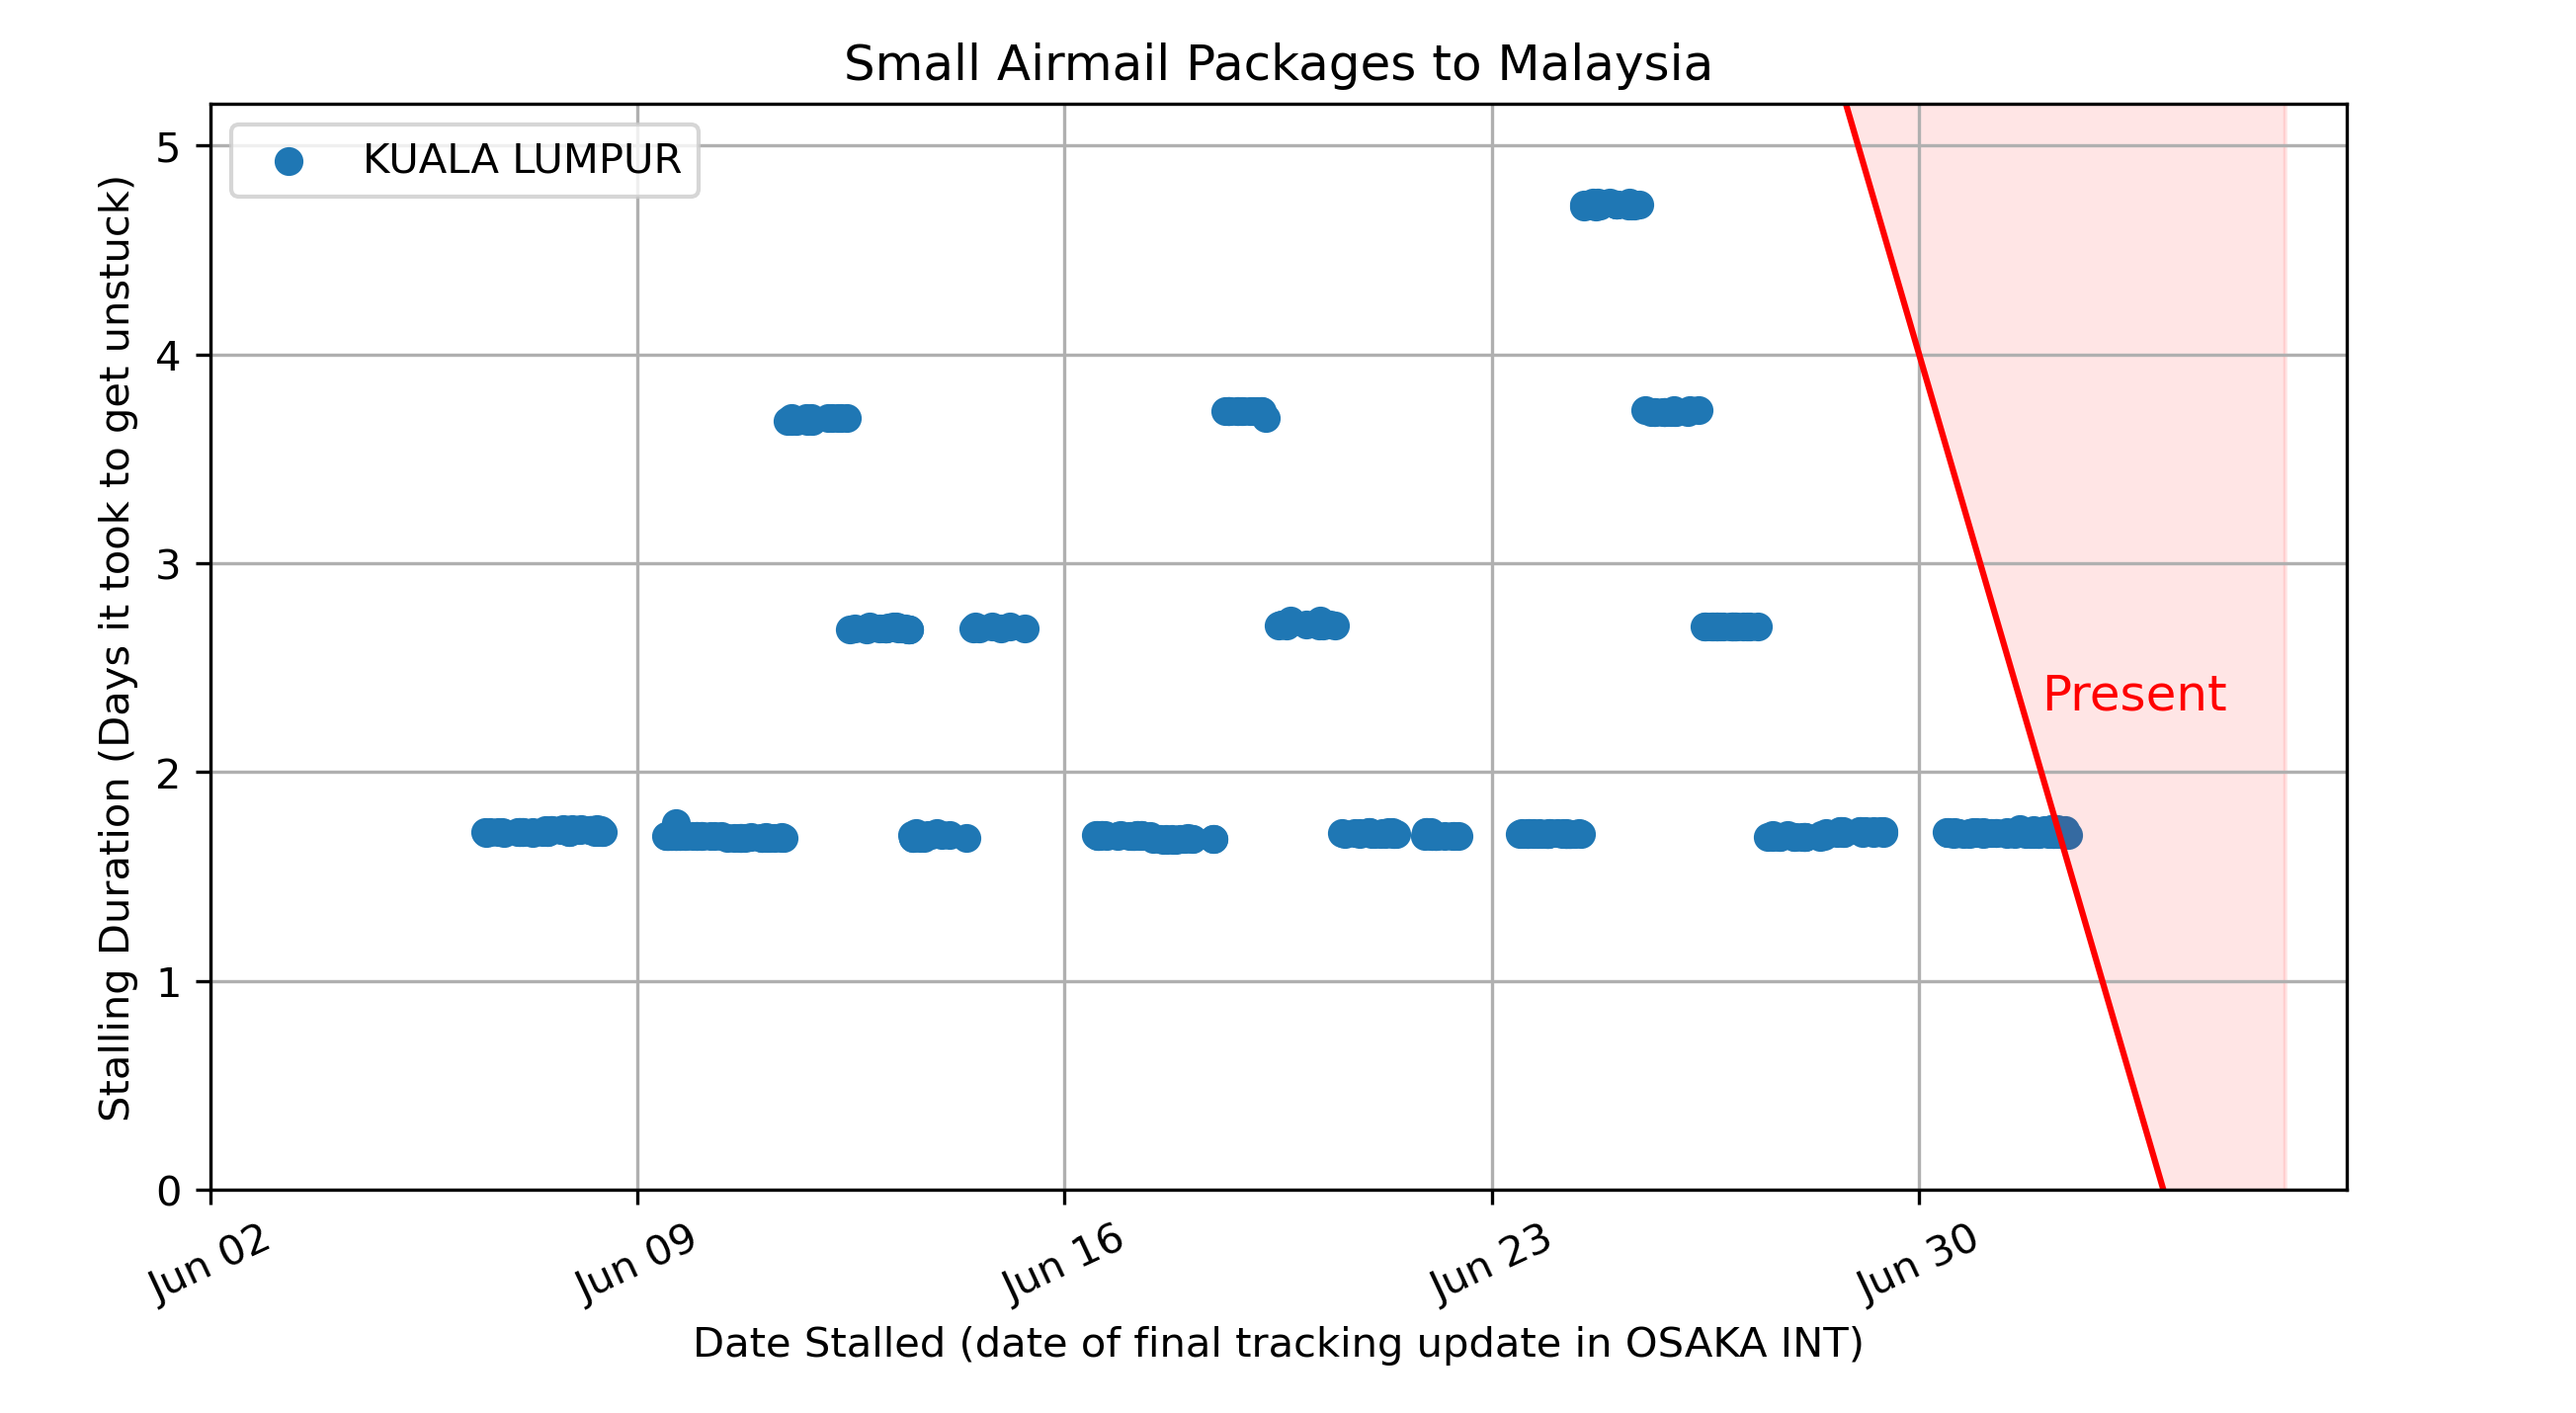 Small Airmail Packages to Malaysia
KUALA LUMPUR
Stalling Duration (Days it took to get unstuck)
5
4
3
2
1
0
Present
Jun 02
Jun 09
Jun 16
Jun 23
Jun 30
Date Stalled (date of final tracking update in OSAKA INT)